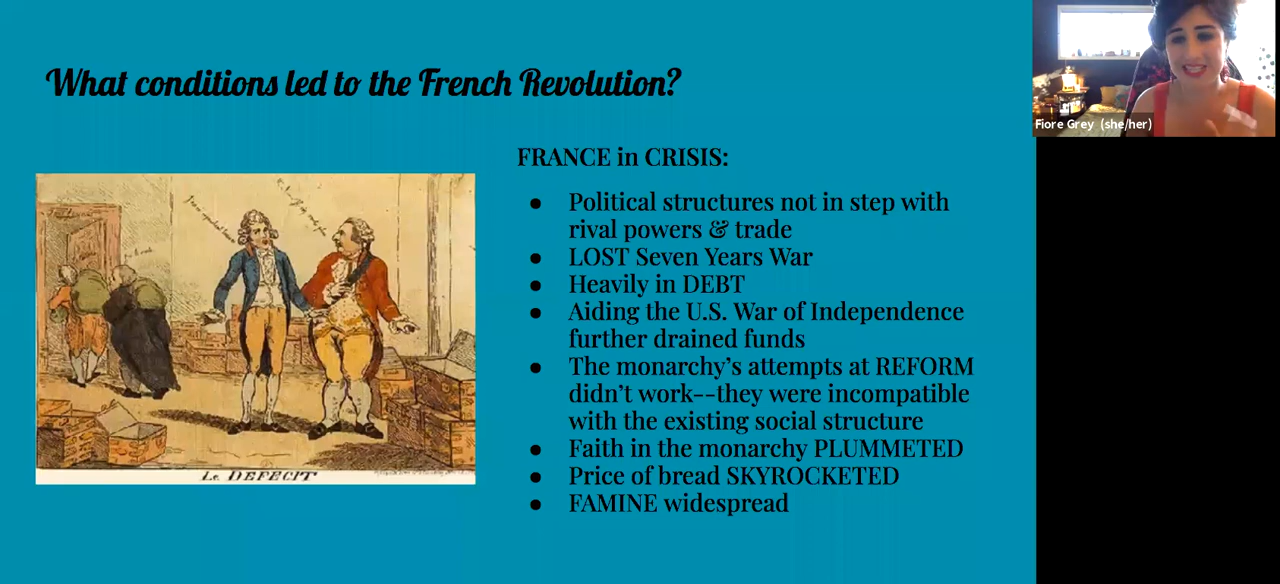 What conditions led to the French Revolution?
Fiore Grey (she/her)
FRANCE in CRISIS:
● Political structures not in step with
rival powers & trade
● LOST Seven Years War
● Heavily in DEBT
● Aiding the U.S. War of Independence
further drained funds
● The monarchy's attempts at REFORM
didn't work--they were incompatible
with the existing social structure
● Faith in the monarchy PLUMMETED
● Price of bread SKYROCKETED
● FAMINE widespread
Le DEFECIT